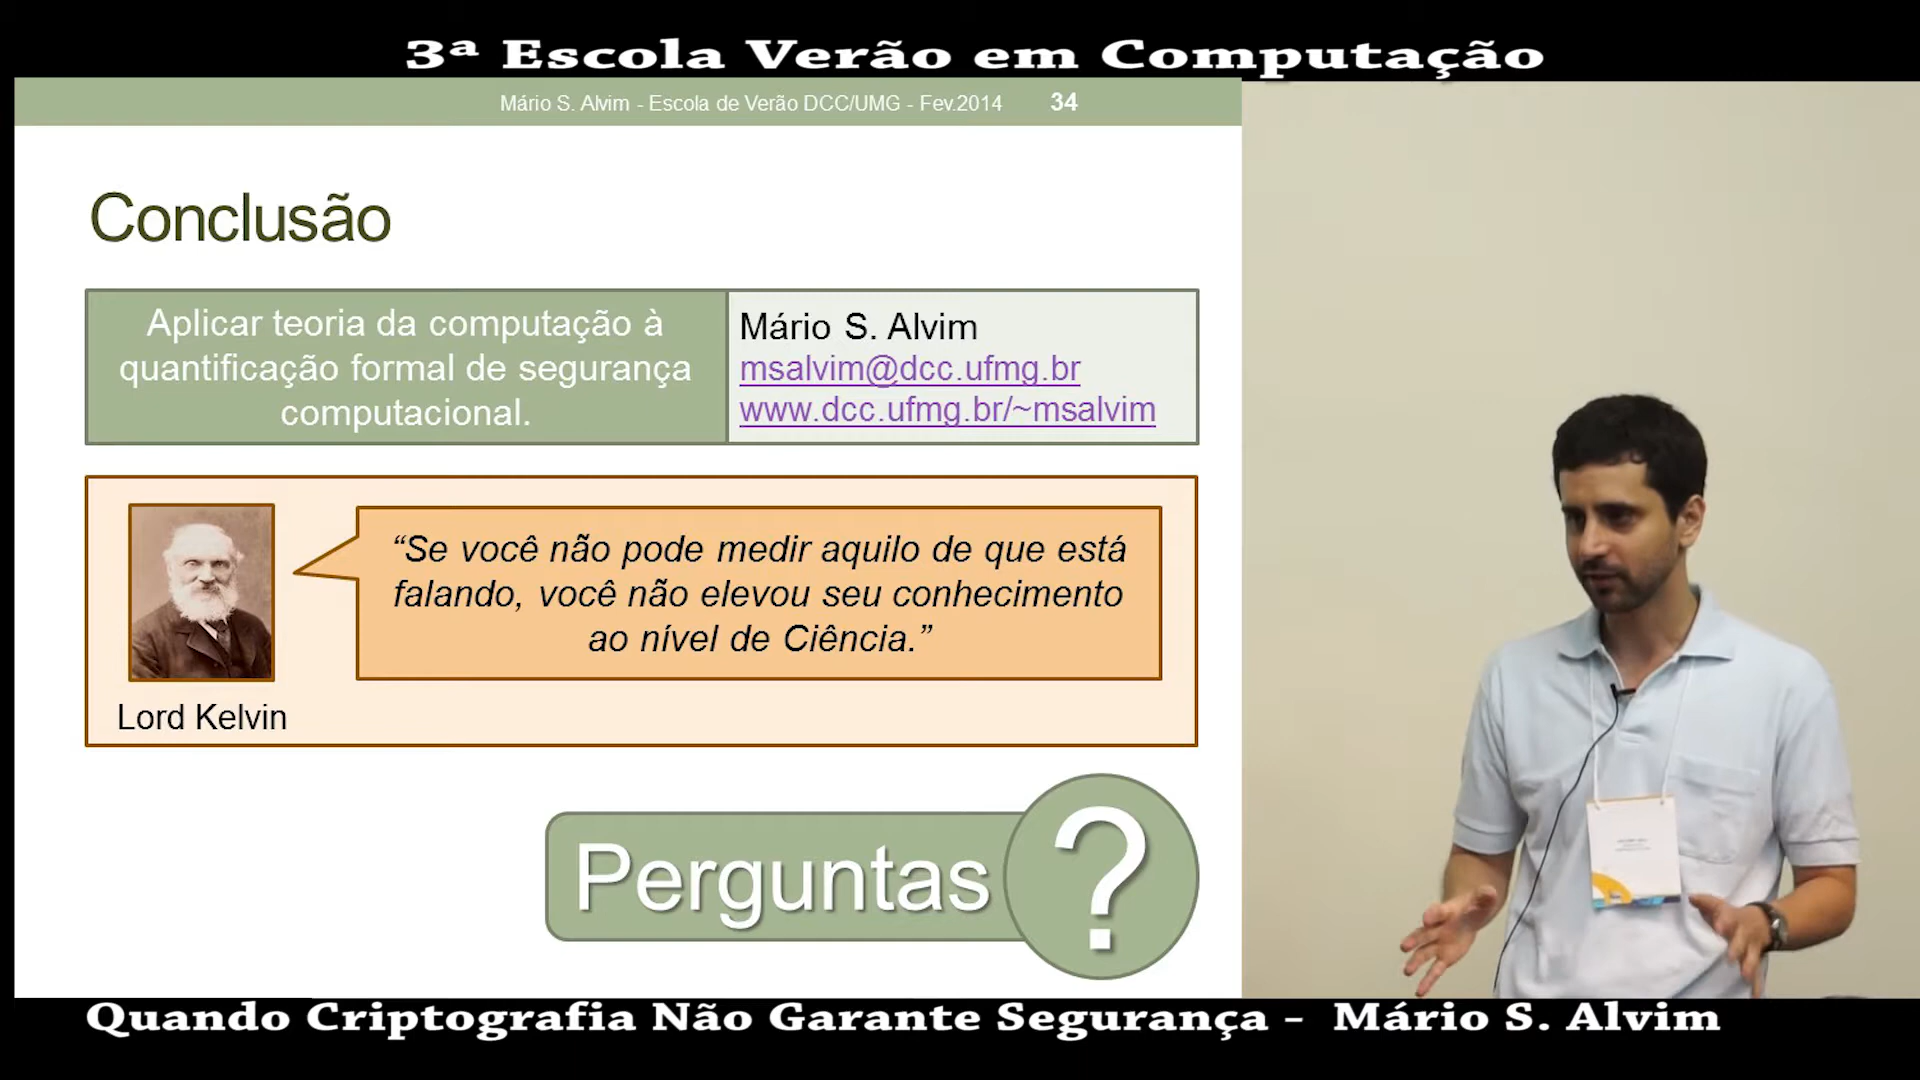 3ª Escola Verão em Computação
Mário S. Alvim - Escola de Verão DCC/UMG - Fev.2014 34
Conclusão
Aplicar teoria da computação à
quantificação formal de segurança
computacional.
Mário S. Alvim
msalvim@dcc.ufmg.br
www.dcc.ufmg.br/~msalvim
“Se você não pode medir aquilo de que está
falando, você não elevou seu conhecimento
ao nível de Ciência.”
Lord Kelvin
Perguntas ?
Quando Criptografia Não Garante Segurança - Mário S. Alvim